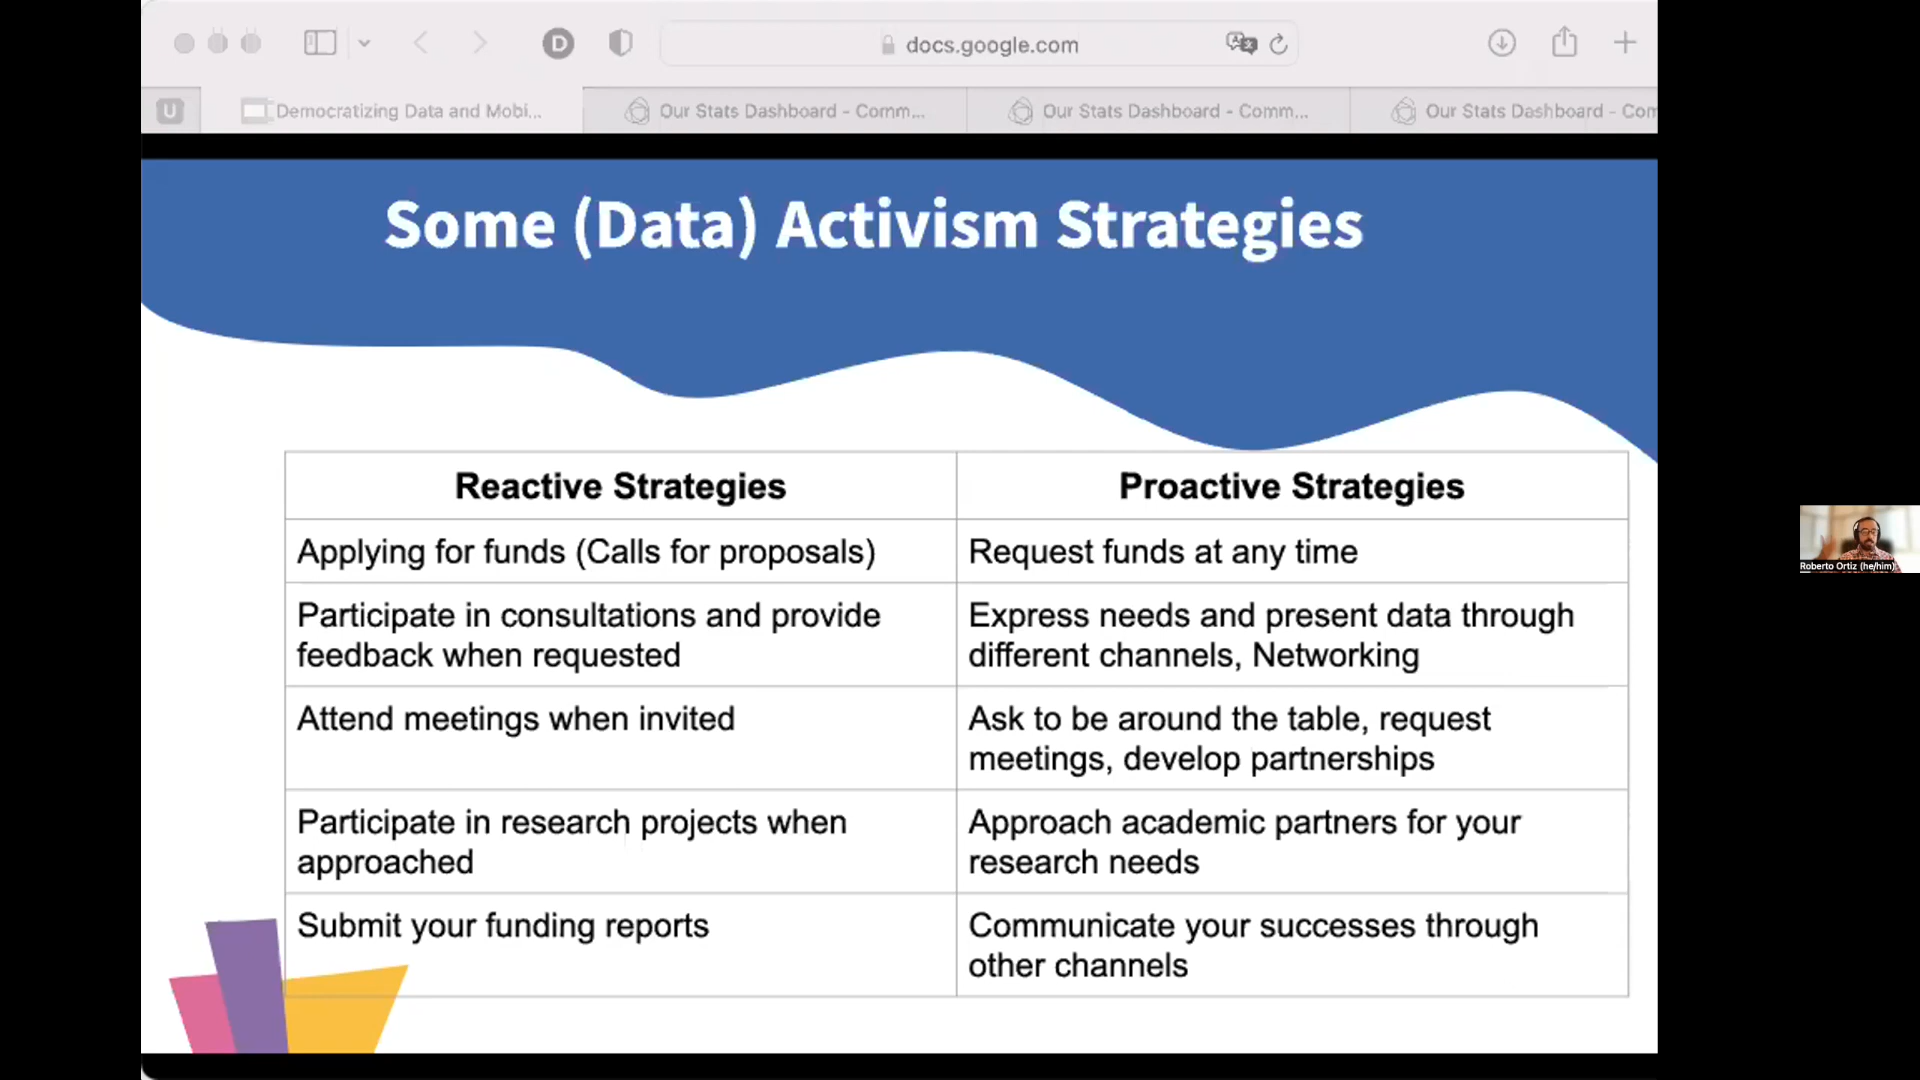 D
docs.google.com
U
Democratizing Data and Mobi...
Our Stats Dashboard - Comm...
Our Stats Dashboard - Comm...
Our Stats Dashboard - Com
Some (Data) Activism Strategies
Reactive Strategies
Proactive Strategies
Applying for funds (Calls for proposals)
Request funds at any time
Participate in consultations and provide
feedback when requested
Express needs and present data through
different channels, Networking
Attend meetings when invited
Ask to be around the table, request
meetings, develop partnerships
Participate in research projects when
approached
Approach academic partners for your
research needs
Submit your funding reports
Communicate your successes through
other channels
Roberto Ortiz (he/him)